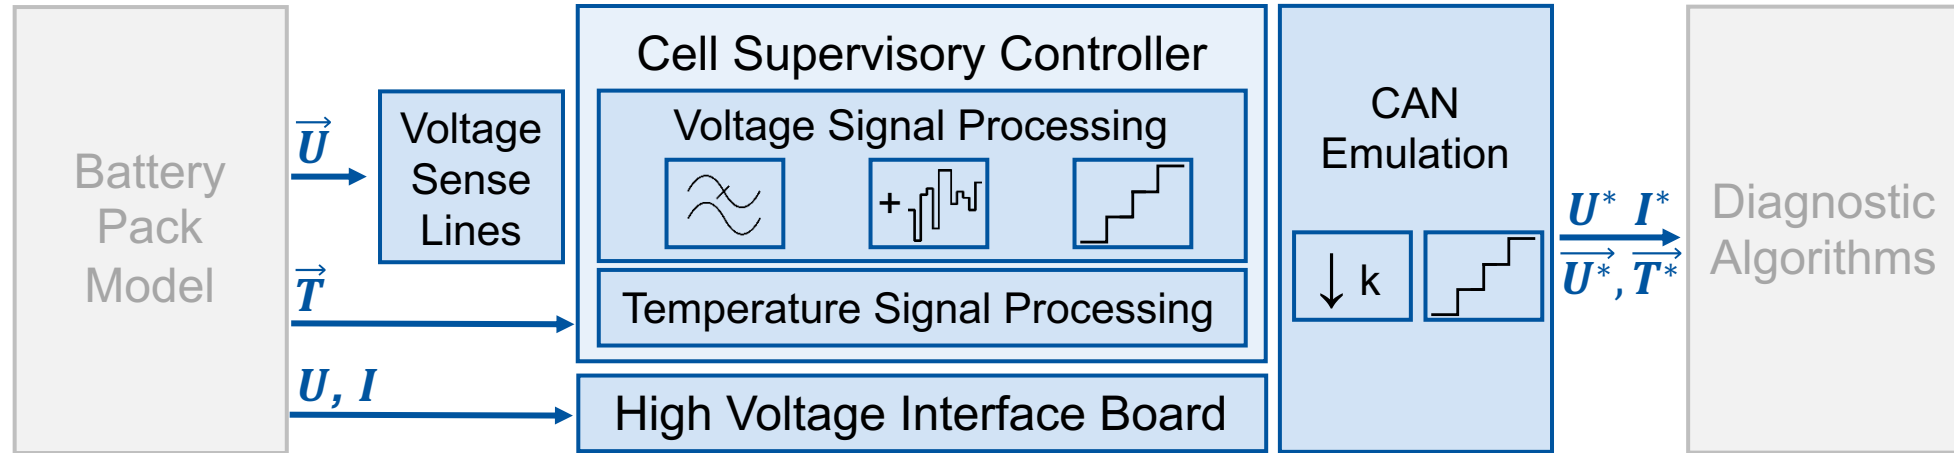 Battery
Pack
Model
U⃗
T⃗
U, I
Voltage
Sense
Lines
Cell Supervisory Controller
Voltage Signal Processing
+
Temperature Signal Processing
High Voltage Interface Board
CAN
Emulation
↓ k
U* I*
U*⃗, T*⃗
Diagnostic
Algorithms